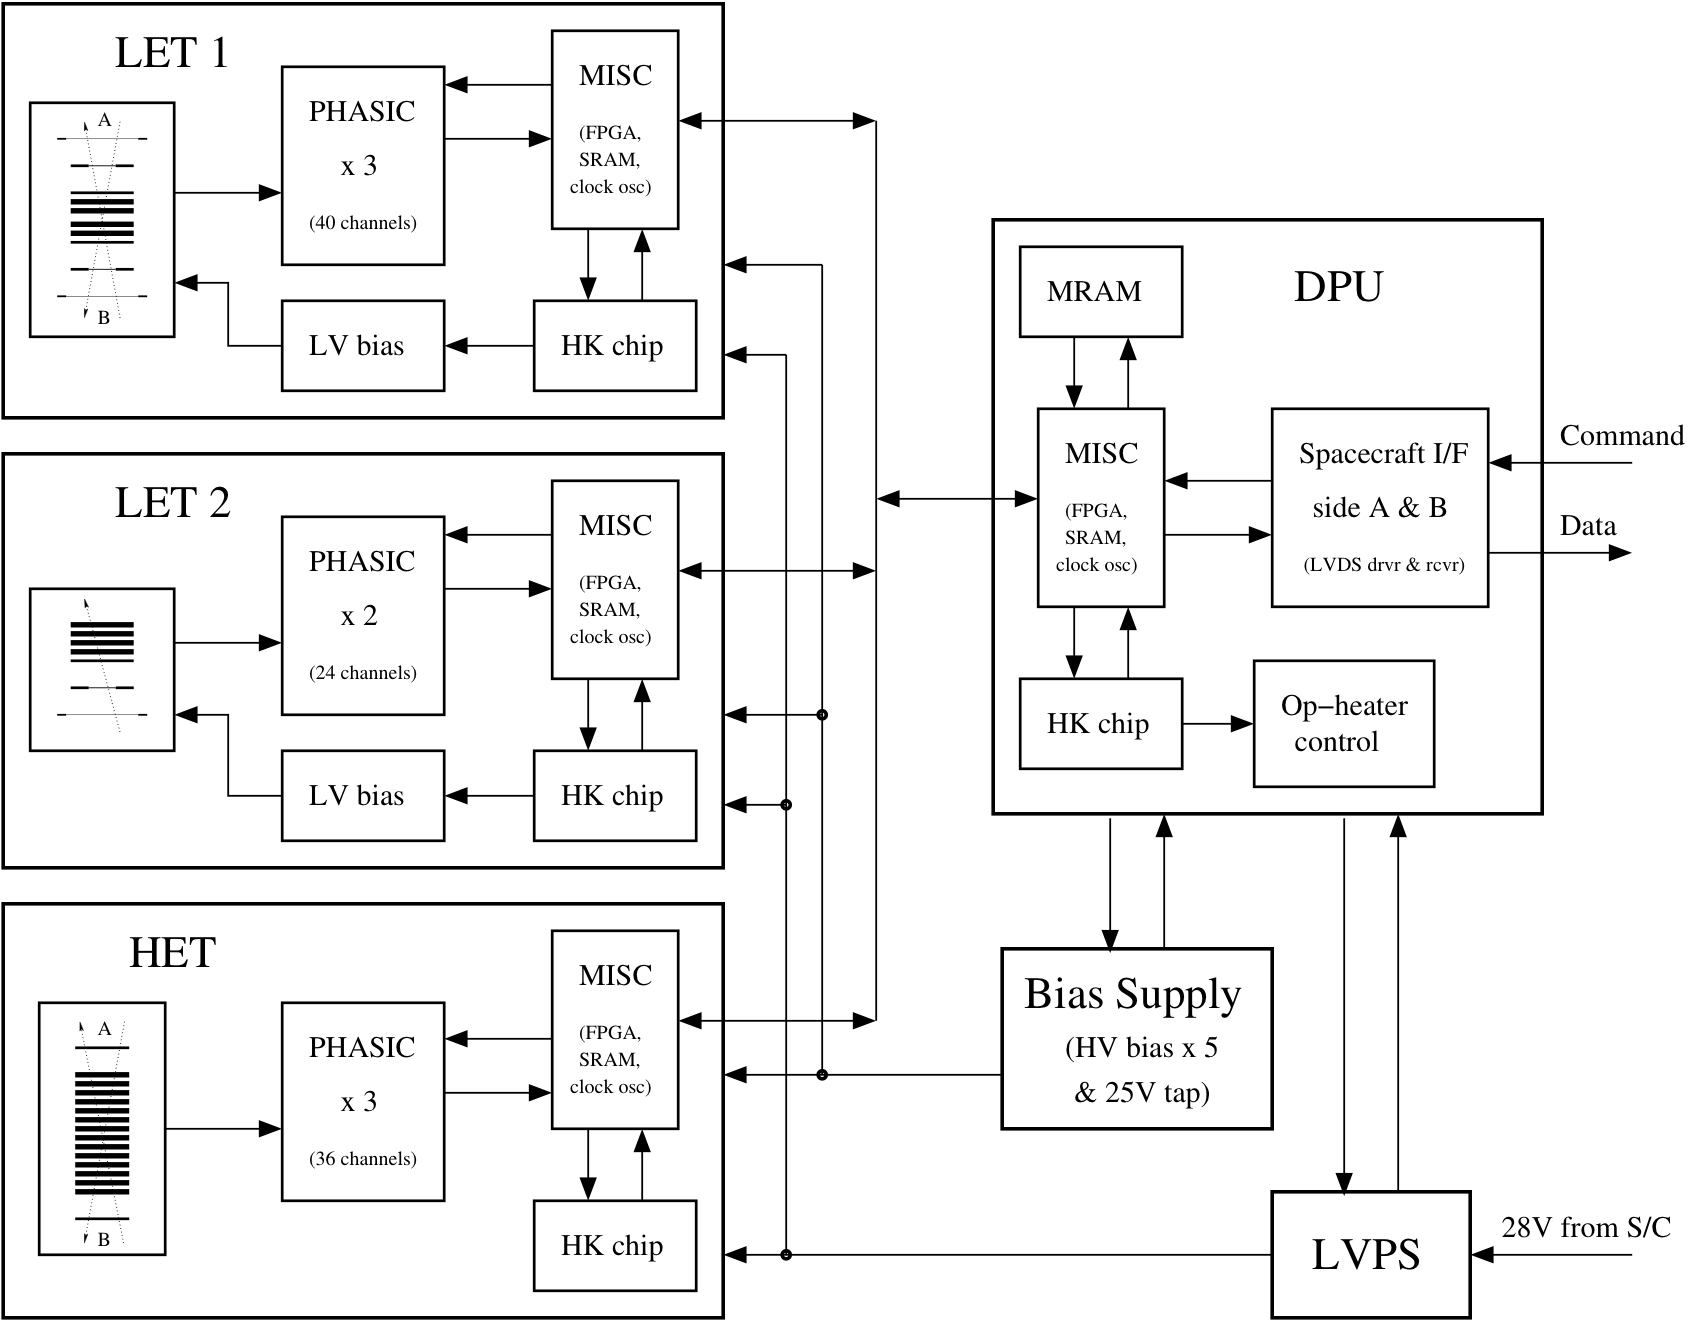 LET 1
A
B
PHASIC
x 3
(40 channels)
MISC
(FPGA,
SRAM,
clock osc)
LV bias
HK chip
LET 2
PHASIC
x 2
(24 channels)
MISC
(FPGA,
SRAM,
clock osc)
LV bias
HK chip
HET
A
B
PHASIC
x 3
(36 channels)
MISC
(FPGA,
SRAM,
clock osc)
HK chip
DPU
MRAM
MISC
(FPGA,
SRAM,
clock osc)
Spacecraft I/F
side A & B
(LVDS drvr & rcvr)
Command
Data
HK chip
Op−heater
control
Bias Supply
(HV bias x 5
& 25V tap)
LVPS
28V from S/C